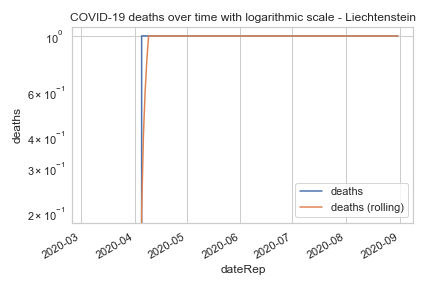 COVID-19 deaths over time with logarithmic scale - Liechtenstein
10⁰
6 × 10⁻¹
4 × 10⁻¹
3 × 10⁻¹
2 × 10⁻¹
deaths
deaths
deaths (rolling)
2020-03
2020-04
2020-05
2020-06
2020-07
2020-08
2020-09
dateRep